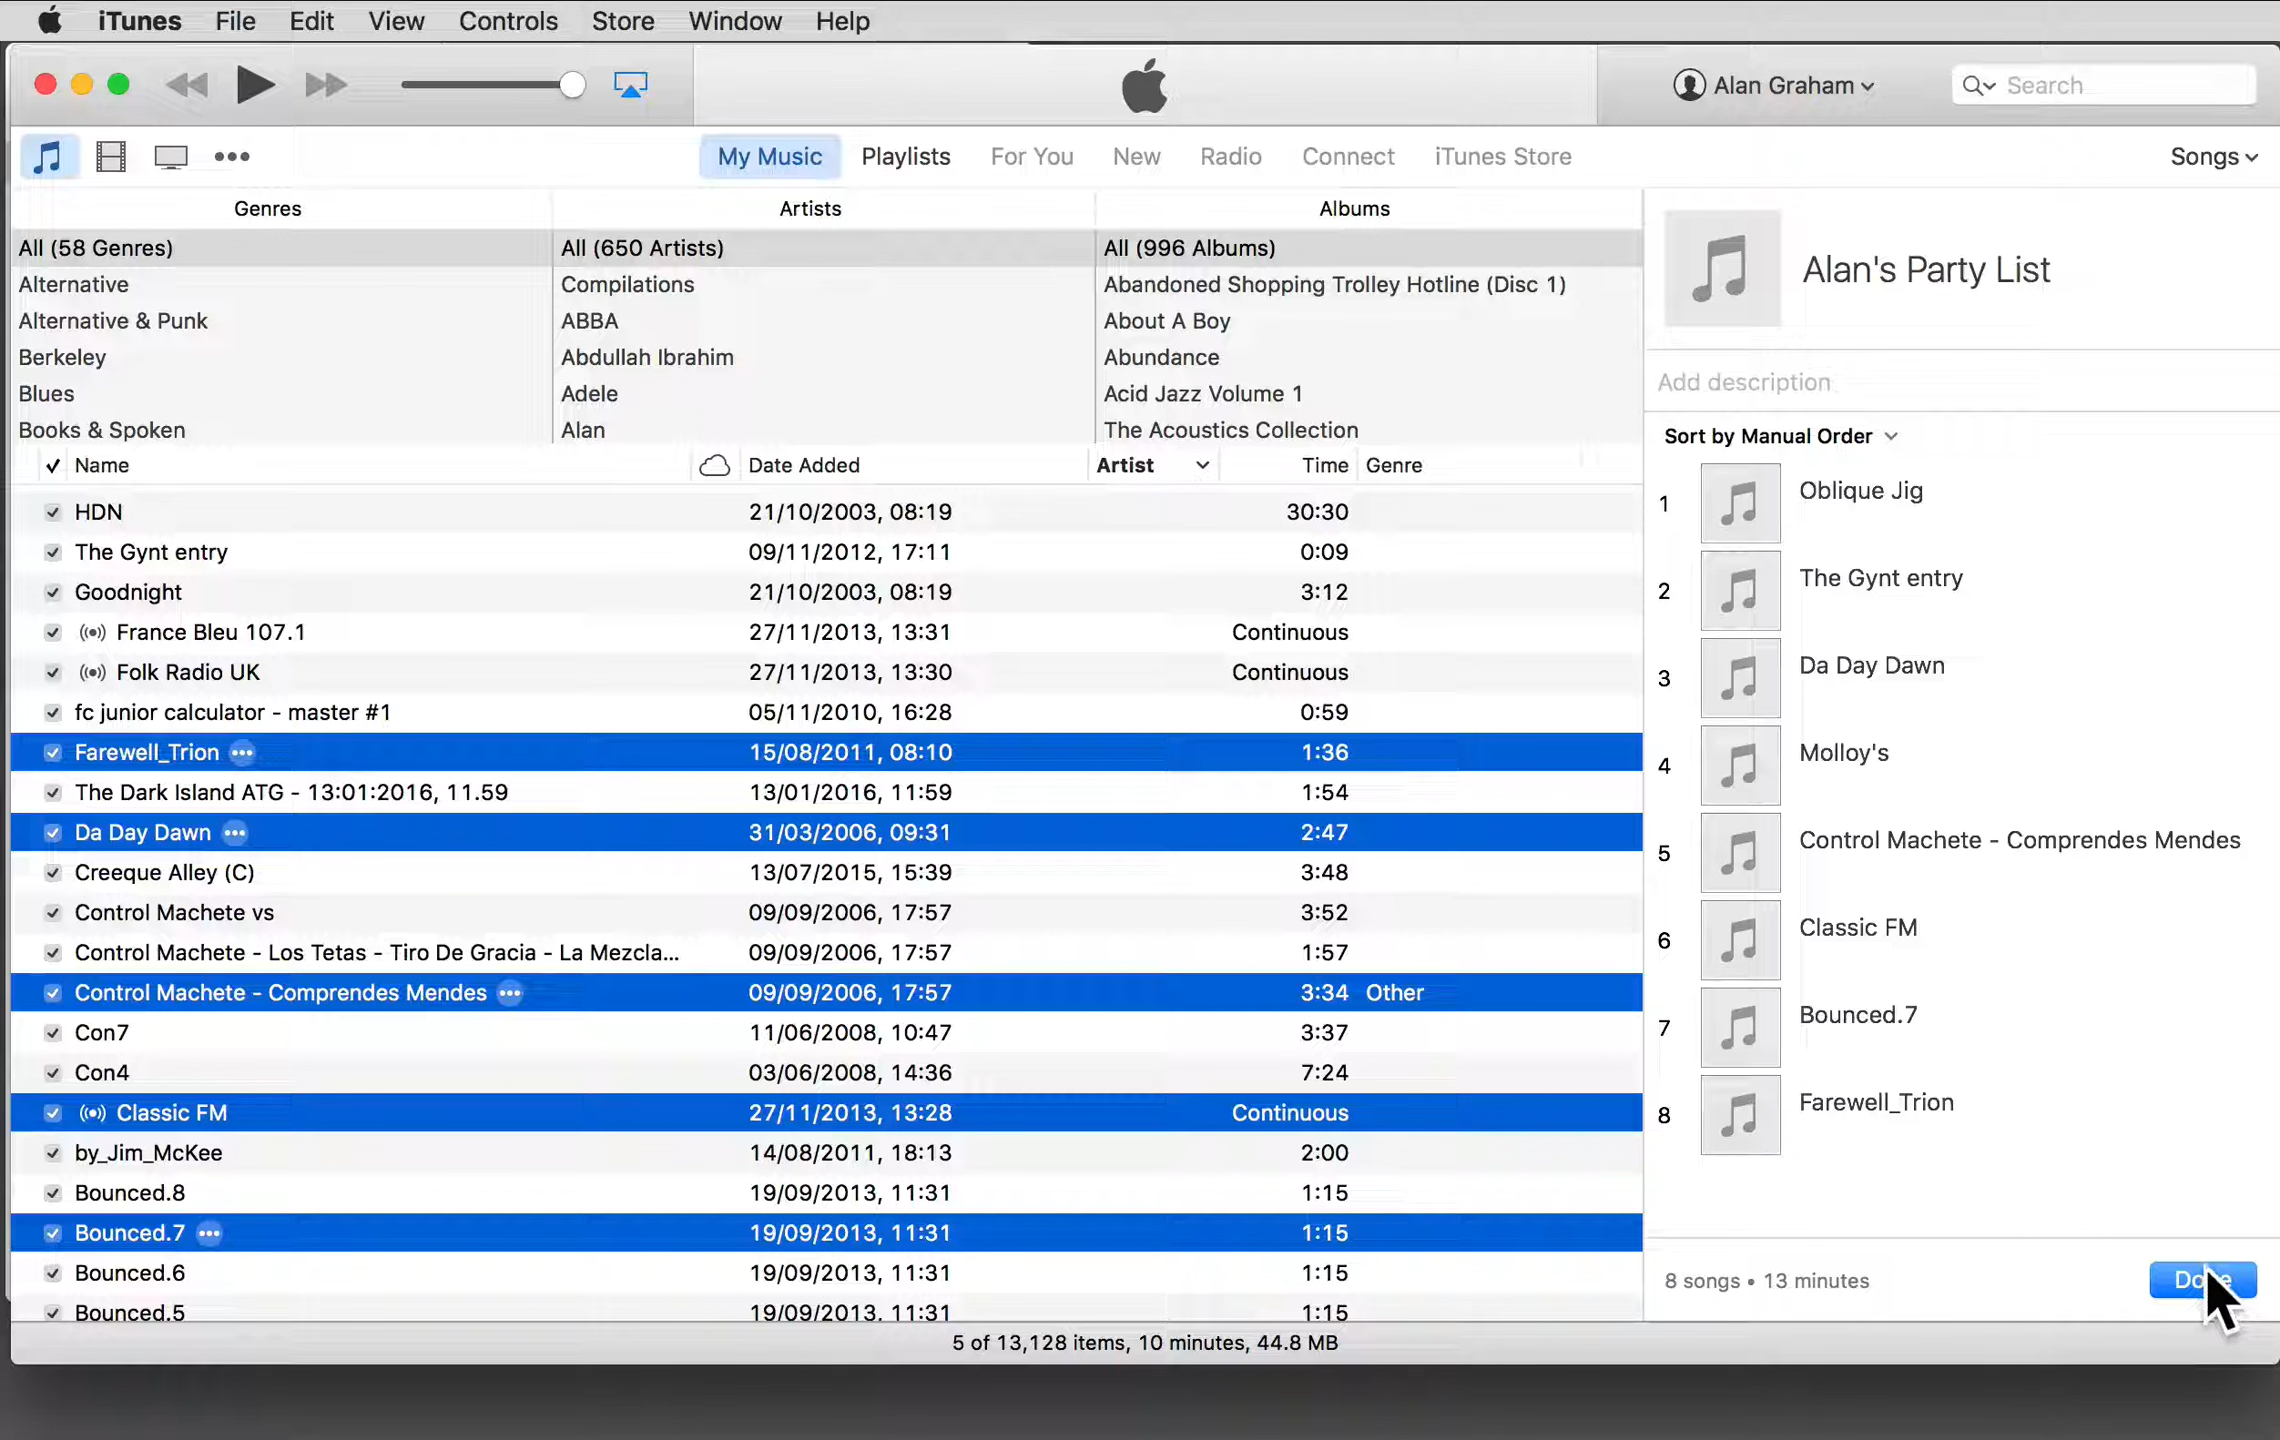 iTunes File Edit View Controls Store Window Help
Alan Graham
Search
My Music Playlists For You New Radio Connect iTunes Store
Songs
Genres Artists Albums
All (58 Genres) All (650 Artists) All (996 Albums)
Alternative Compilations Abandoned Shopping Trolley Hotline (Disc 1)
Alternative & Punk ABBA About A Boy
Berkeley Abdullah Ibrahim Abundance
Blues Adele Acid Jazz Volume 1
Books & Spoken Alan The Acoustics Collection
Name Date Added Artist Time Genre
HDN 21/10/2003, 08:19 30:30
The Gynt entry 09/11/2012, 17:11 0:09
Goodnight 21/10/2003, 08:19 3:12
France Bleu 107.1 27/11/2013, 13:31 Continuous
Folk Radio UK 27/11/2013, 13:30 Continuous
fc junior calculator - master #1 05/11/2010, 16:28 0:59
Farewell_Trion 15/08/2011, 08:10 1:36
The Dark Island ATG - 13:01:2016, 11.59 13/01/2016, 11:59 1:54
Da Day Dawn 31/03/2006, 09:31 2:47
Creeque Alley (C) 13/07/2015, 15:39 3:48
Control Machete vs 09/09/2006, 17:57 3:52
Control Machete - Los Tetas - Tiro De Gracia - La Mezcla... 09/09/2006, 17:57 1:57
Control Machete - Comprendes Mendes 09/09/2006, 17:57 3:34 Other
Con7 11/06/2008, 10:47 3:37
Con4 03/06/2008, 14:36 7:24
Classic FM 27/11/2013, 13:28 Continuous
by_Jim_McKee 14/08/2011, 18:13 2:00
Bounced.8 19/09/2013, 11:31 1:15
Bounced.7 19/09/2013, 11:31 1:15
Bounced.6 19/09/2013, 11:31 1:15
Bounced.5 19/09/2013, 11:31 1:15
5 of 13,128 items, 10 minutes, 44.8 MB
Alan's Party List
Add description
Sort by Manual Order
1 Oblique Jig
2 The Gynt entry
3 Da Day Dawn
4 Molloy's
5 Control Machete - Comprendes Mendes
6 Classic FM
7 Bounced.7
8 Farewell_Trion
8 songs • 13 minutes
Done